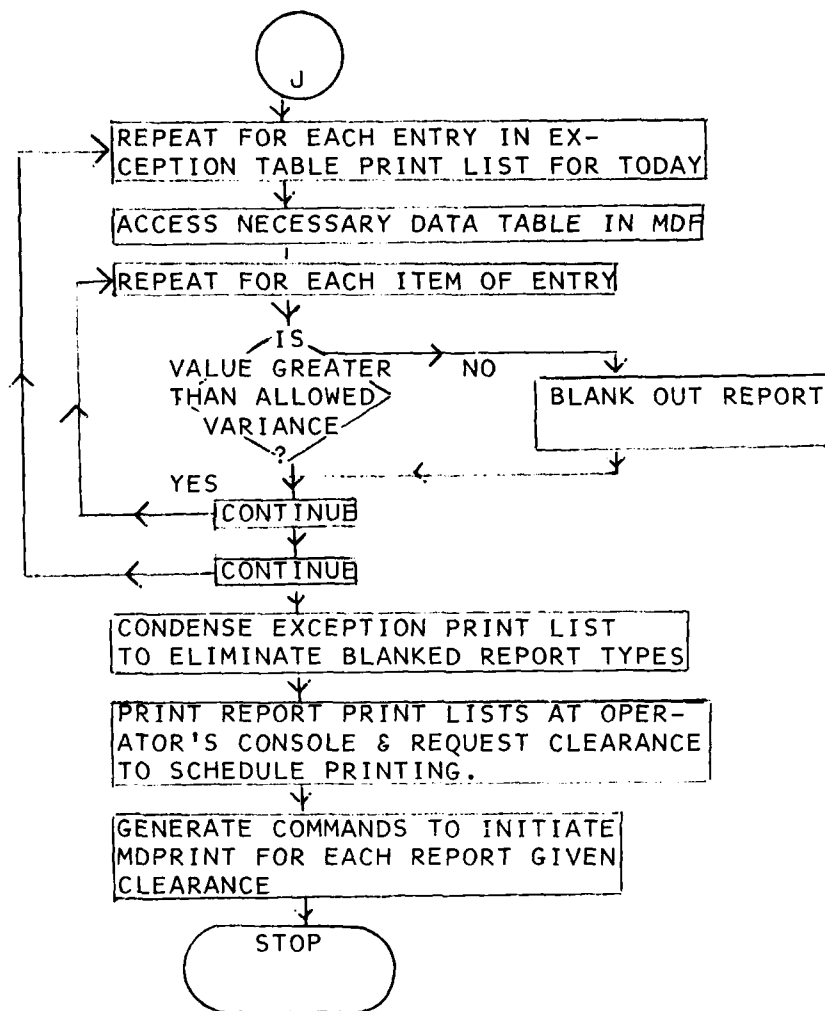 J
REPEAT FOR EACH ENTRY IN EX-
CEPTION TABLE PRINT LIST FOR TODAY
ACCESS NECESSARY DATA TABLE IN MDF
REPEAT FOR EACH ITEM OF ENTRY
IS
VALUE GREATER
THAN ALLOWED
VARIANCE
?
NO
BLANK OUT REPORT
YES
CONTINUE
CONTINUE
CONDENSE EXCEPTION PRINT LIST
TO ELIMINATE BLANKED REPORT TYPES
PRINT REPORT PRINT LISTS AT OPER-
ATOR'S CONSOLE & REQUEST CLEARANCE
TO SCHEDULE PRINTING.
GENERATE COMMANDS TO INITIATE
MDPRINT FOR EACH REPORT GIVEN
CLEARANCE
STOP